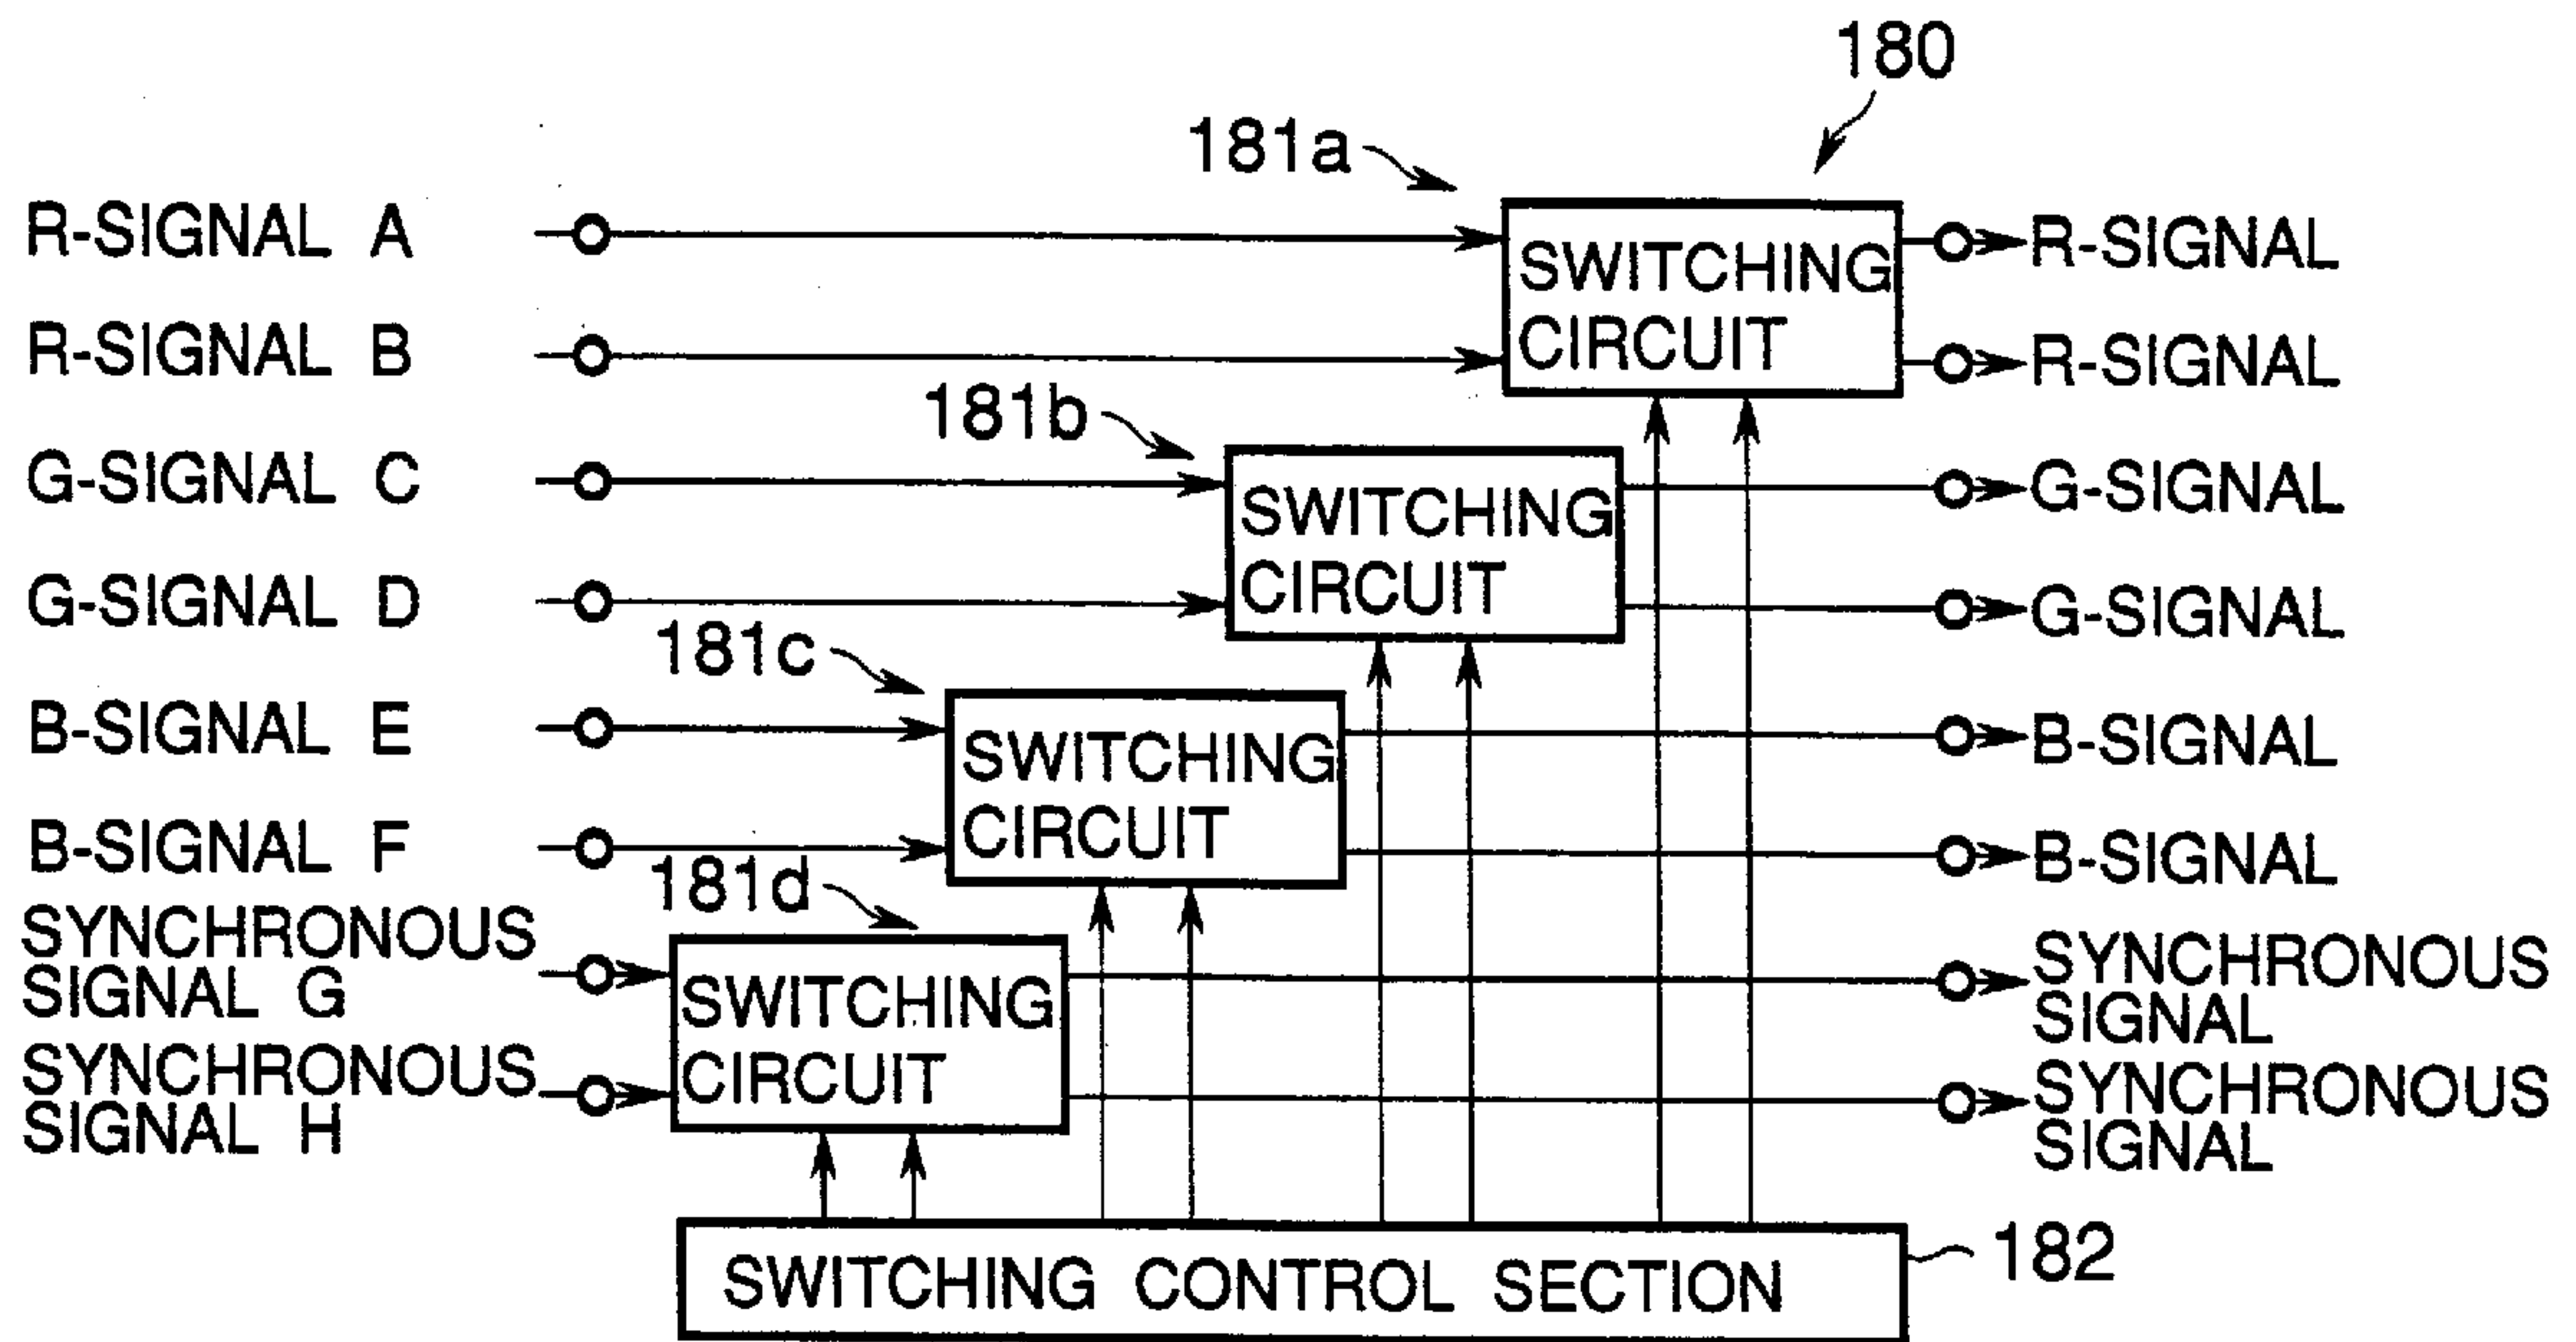 180
181a
R-SIGNAL A
R-SIGNAL B
SWITCHING
CIRCUIT
R-SIGNAL
R-SIGNAL
181b
G-SIGNAL C
G-SIGNAL D
SWITCHING
CIRCUIT
G-SIGNAL
G-SIGNAL
181c
B-SIGNAL E
B-SIGNAL F
SWITCHING
CIRCUIT
B-SIGNAL
B-SIGNAL
181d
SYNCHRONOUS
SIGNAL G
SYNCHRONOUS
SIGNAL H
SWITCHING
CIRCUIT
SYNCHRONOUS
SIGNAL
SYNCHRONOUS
SIGNAL
SWITCHING CONTROL SECTION
182